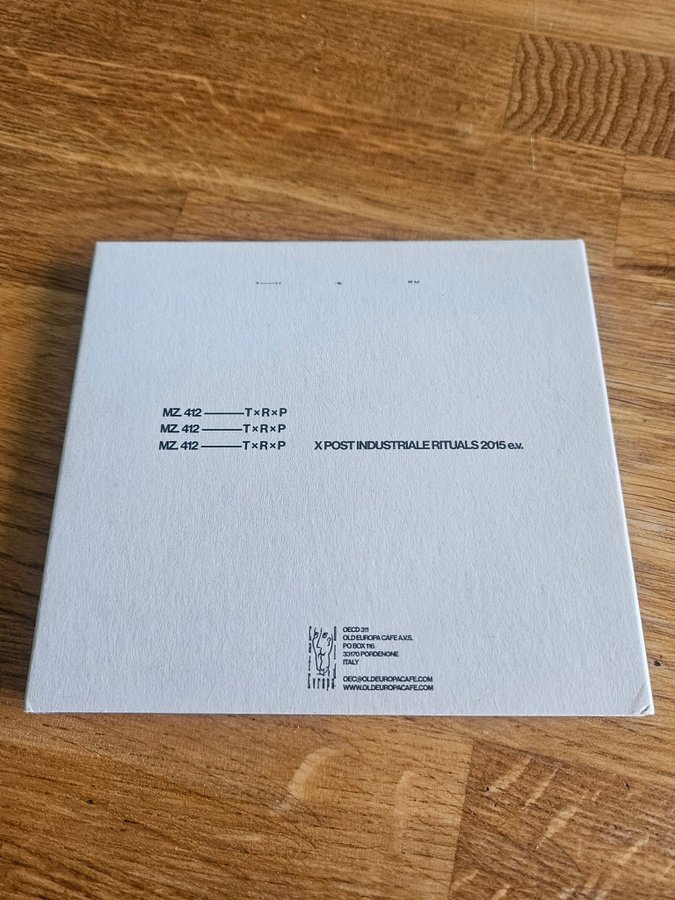 MZ. 412 ———T×R×P
MZ. 412 ———T×R×P
MZ. 412 ———T×R×P X POST INDUSTRIALE RITUALS 2015 e.v.
OECD 311
OLD EUROPA CAFE A.V.S.
PO BOX 116
33170 PORDENONE
ITALY
OEC@OLDEUROPACAFE.COM
WWW.OLDEUROPACAFE.COM
Europa